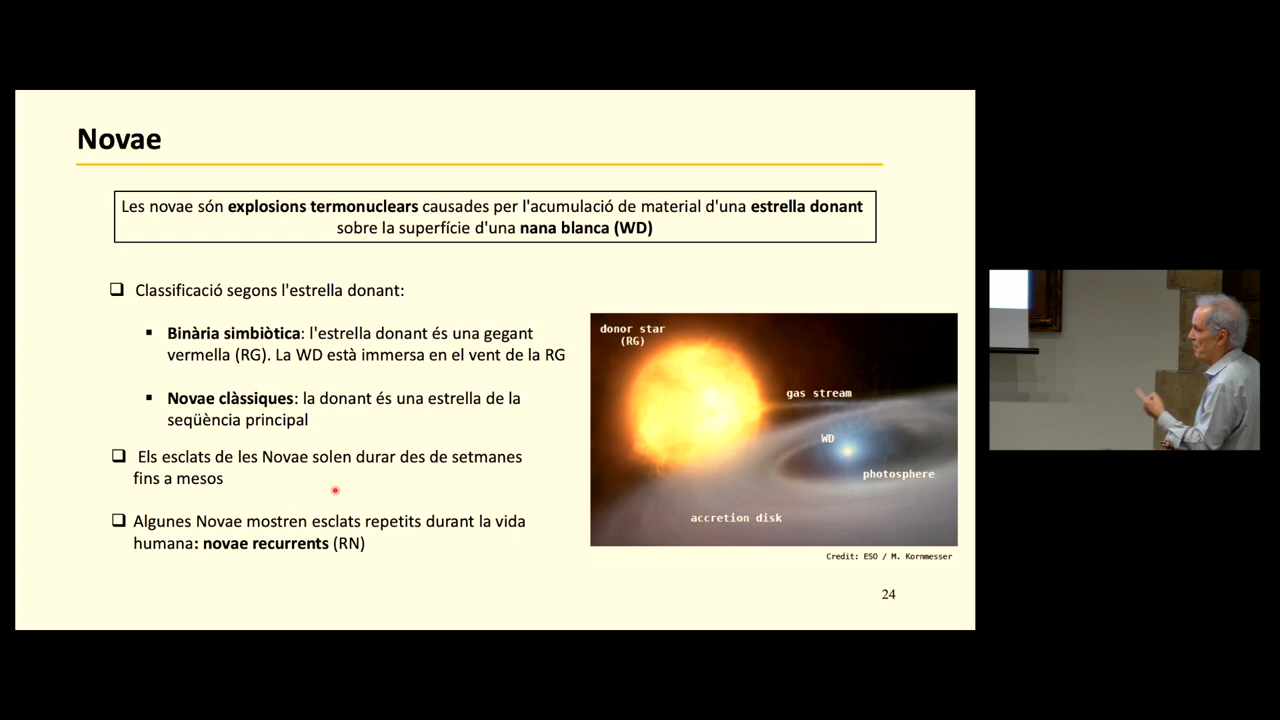 Novae
Les novae són explosions termonuclears causades per l'acumulació de material d'una estrella donant
sobre la superfície d'una nana blanca (WD)
Classificació segons l'estrella donant:
Binària simbiòtica: l'estrella donant és una gegant
vermella (RG). La WD està immersa en el vent de la RG
Novae clàssiques: la donant és una estrella de la
seqüència principal
Els esclats de les Novae solen durar des de setmanes
fins a mesos
Algunes Novae mostren esclats repetits durant la vida
humana: novae recurrents (RN)
donor star
(RG)
gas stream
WD
photosphere
accretion disk
Credit: ESO / M. Kornmesser
24